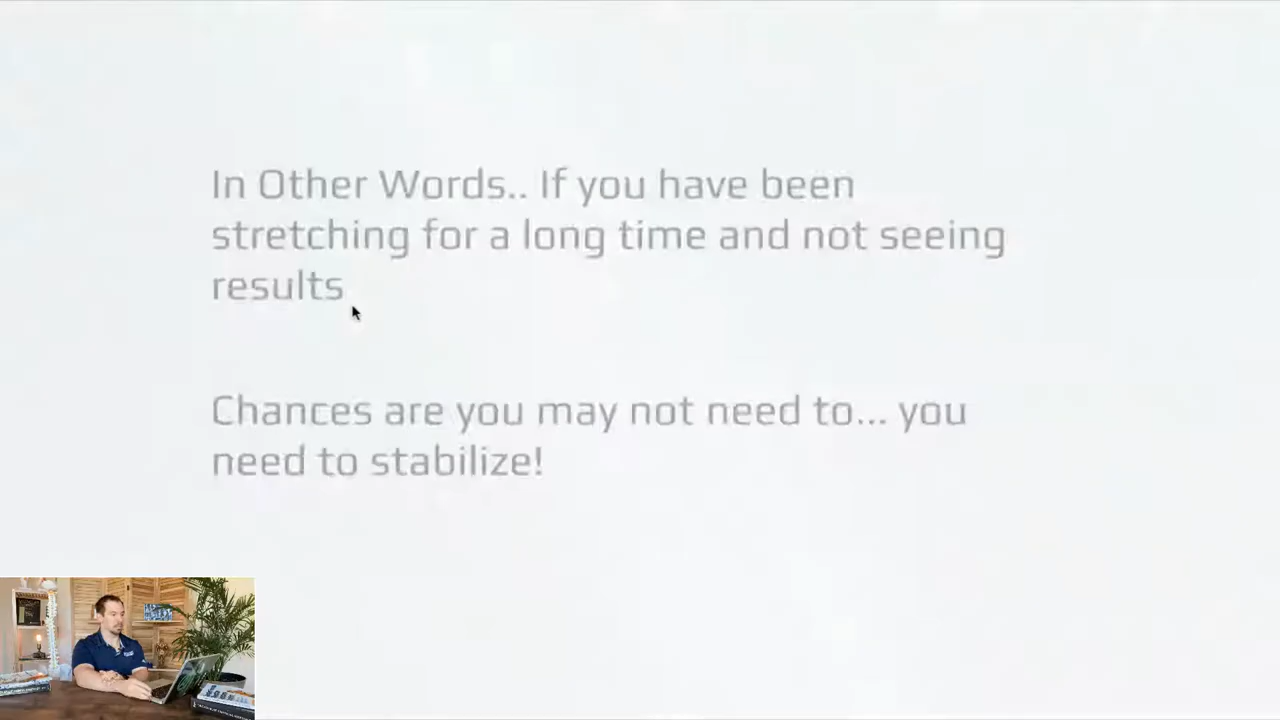 In Other Words.. If you have been
stretching for a long time and not seeing
results
Chances are you may not need to... you
need to stabilize!